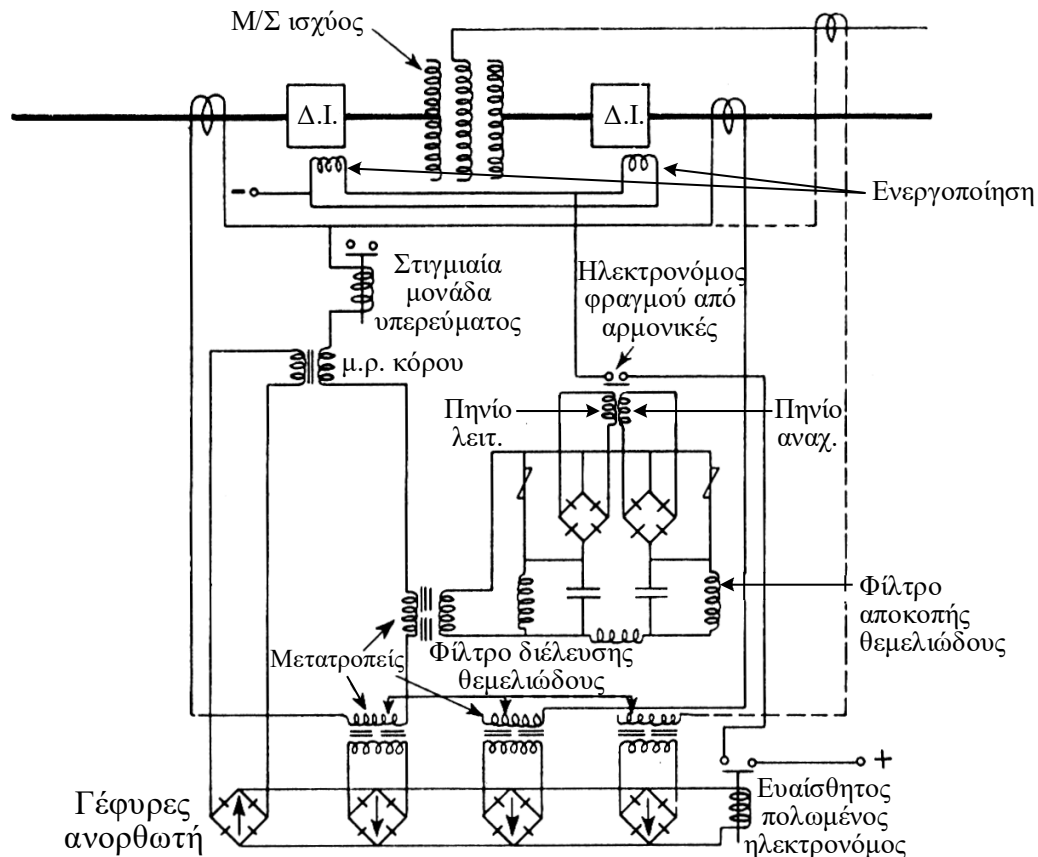 Μ/Σ ισχύος
Δ.Ι.
Δ.Ι.
-
Ενεργοποίηση
Στιγμιαία
μονάδα
υπερεύματος
Ηλεκτρονόμος
φραγμού από
αρμονικές
μ.ρ. κόρου
Πηνίο
λειτ.
Πηνίο
αναχ.
Φίλτρο
αποκοπής
θεμελιώδους
Μετατροπείς
Φίλτρο διέλευσης
θεμελιώδους
+
Γέφυρες
ανορθωτή
Ευαίσθητος
πολωμένος
ηλεκτρονόμος